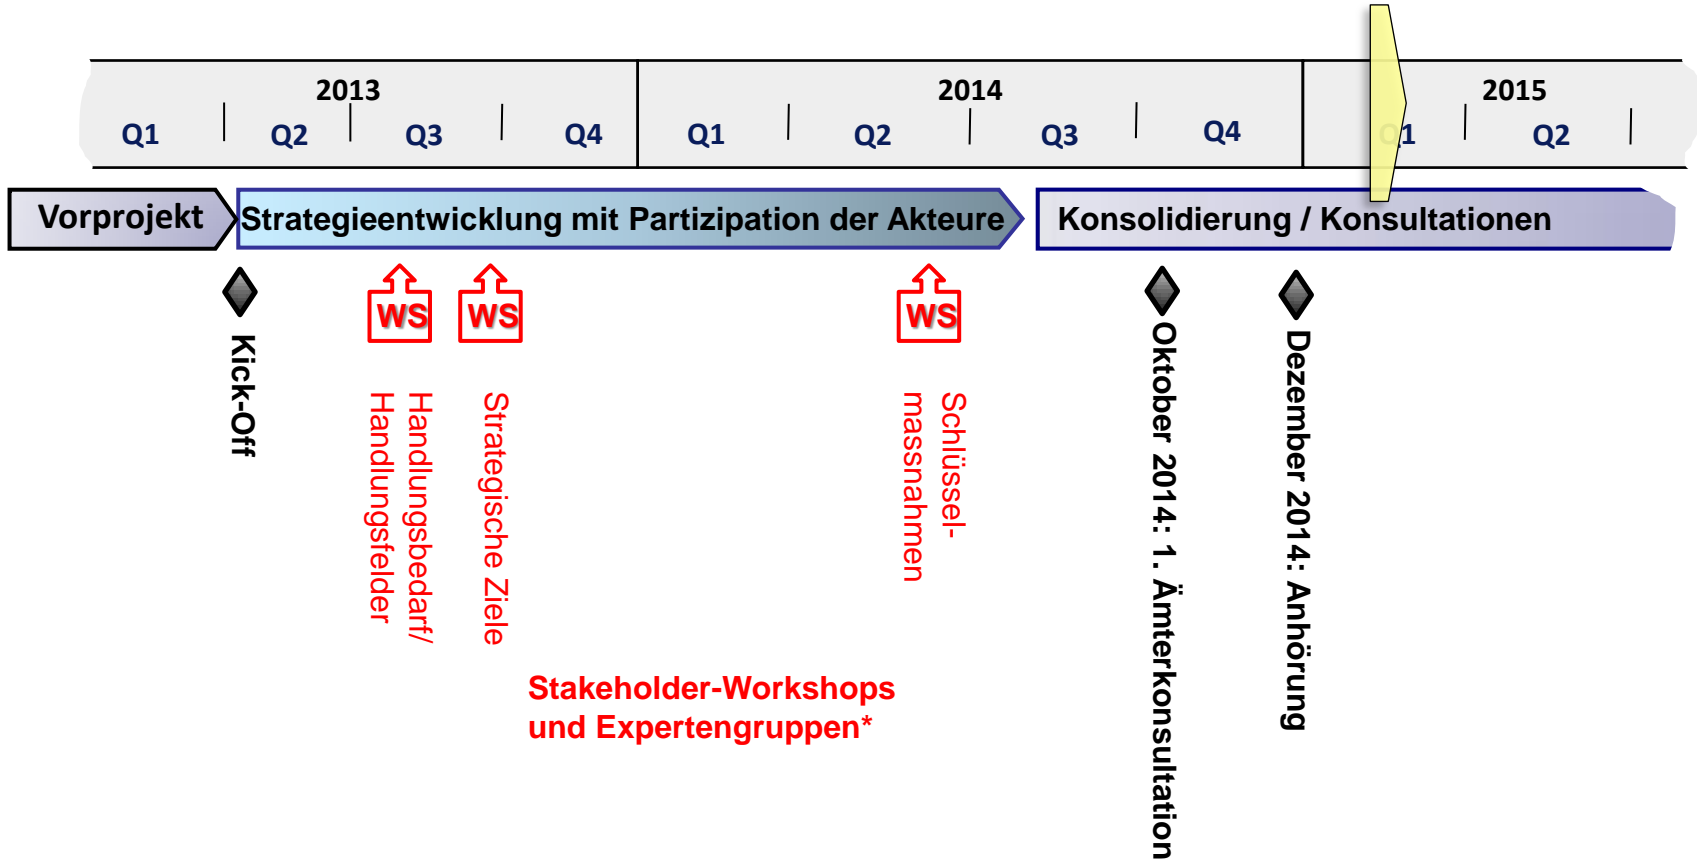 2013
2014
2015
Q1
Q2
Q3
Q4
Q1
Q2
Q3
Q4
Q1
Q2
Vorprojekt
Strategieentwicklung mit Partizipation der Akteure
Konsolidierung / Konsultationen
WS
WS
WS
Kick-Off
Handlungsbedarf/
Handlungsfelder
Strategische Ziele
Schlüssel-
massnahmen
Oktober 2014: 1. Ämterkonsultation
Dezember 2014: Anhörung
Stakeholder-Workshops
und Expertengruppen*